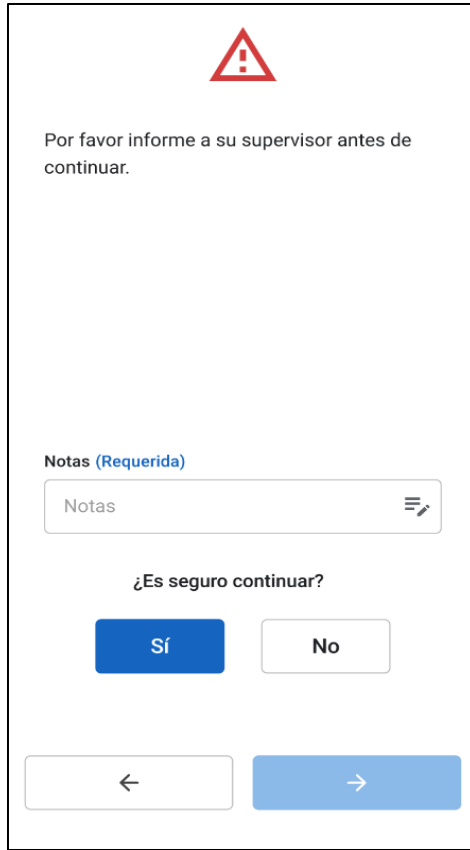 Por favor informe a su supervisor antes de
continuar.
Notas (Requerida)
Notas
¿Es seguro continuar?
Sí No